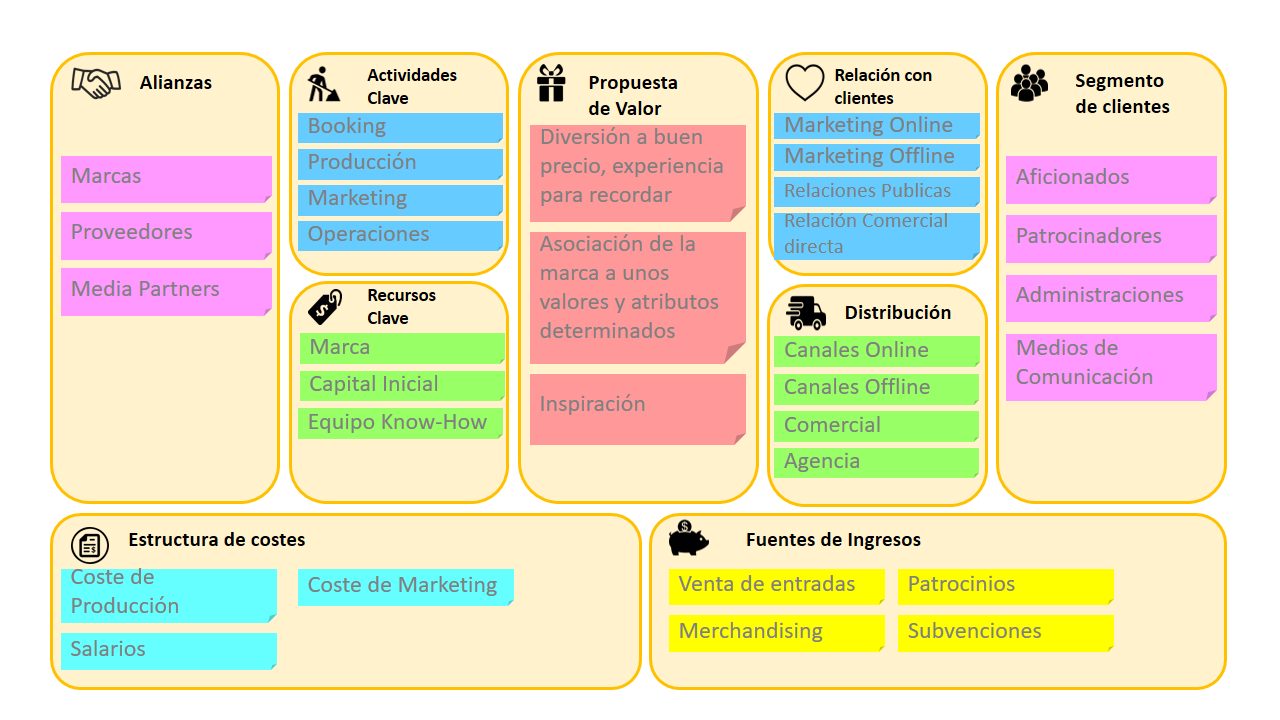 Alianzas
Marcas
Proveedores
Media Partners
Actividades
Clave
Booking
Producción
Marketing
Operaciones
Recursos
Clave
Marca
Capital Inicial
Equipo Know-How
Propuesta
de Valor
Diversión a buen
precio, experiencia
para recordar
Asociación de la
marca a unos
valores y atributos
determinados
Inspiración
Relación con
clientes
Marketing Online
Marketing Offline
Relaciones Publicas
Relación Comercial
directa
Distribución
Canales Online
Canales Offline
Comercial
Agencia
Segmento
de clientes
Aficionados
Patrocinadores
Administraciones
Medios de
Comunicación
Estructura de costes
Coste de
Producción
Coste de Marketing
Salarios
Fuentes de Ingresos
Venta de entradas
Patrocinios
Merchandising
Subvenciones